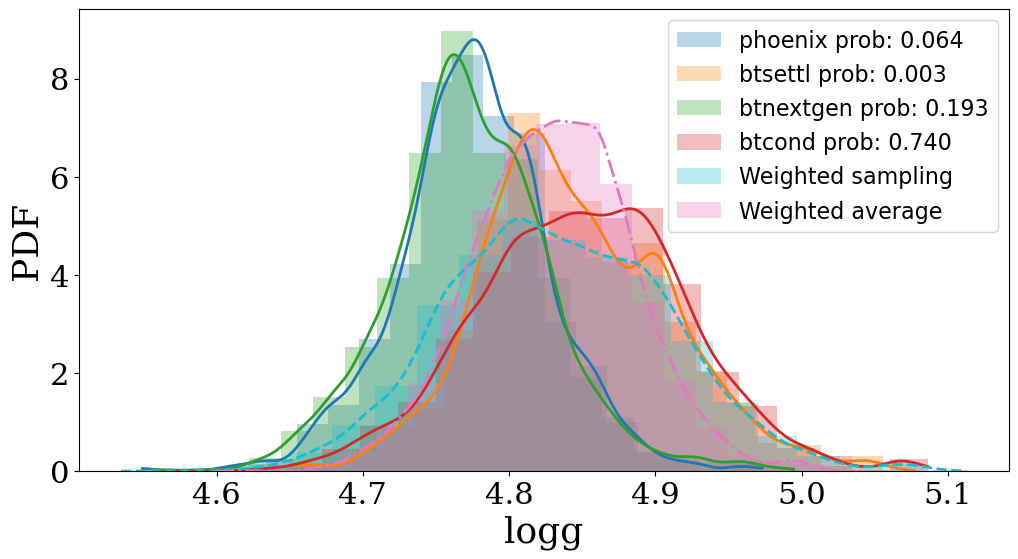 phoenix prob: 0.064
btsettl prob: 0.003
btnextgen prob: 0.193
btcond prob: 0.740
Weighted sampling
Weighted average
PDF
8
6
4
2
0
4.6 4.7 4.8 4.9 5.0 5.1
logg